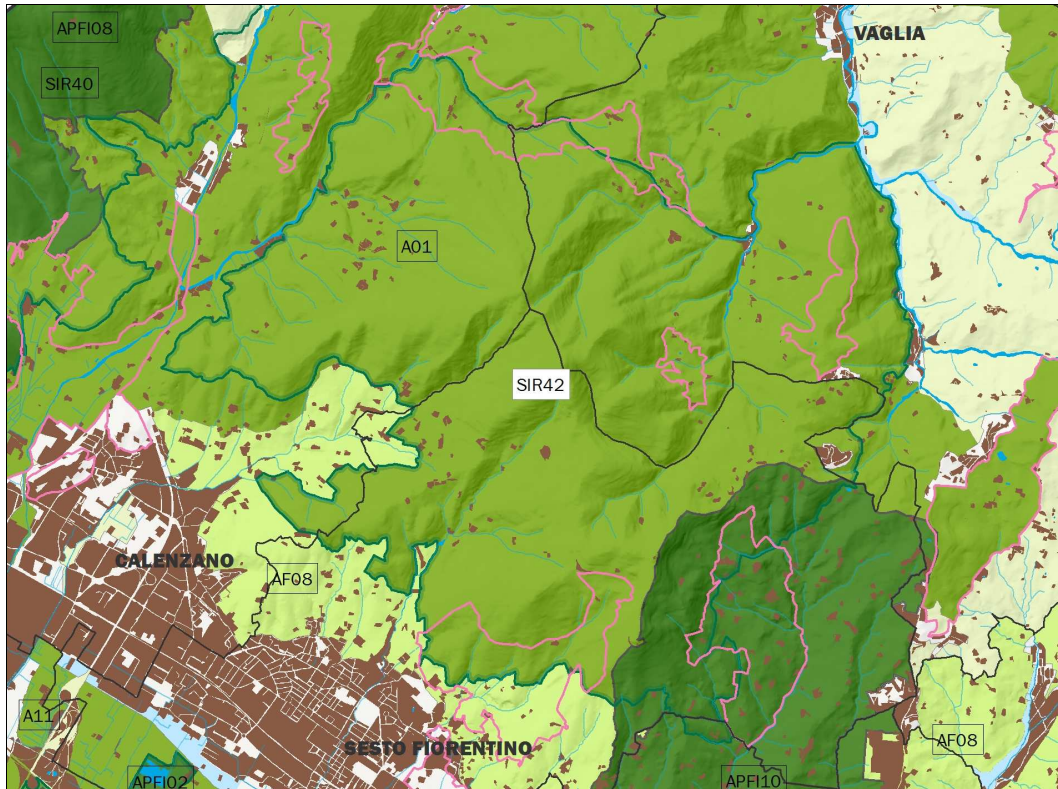 APFI08
VAGLIA
SIR40
A01
SIR42
CALENZANO
AF08
A11
SESTO FIORENTINO
AF08
APFI02
APFI10